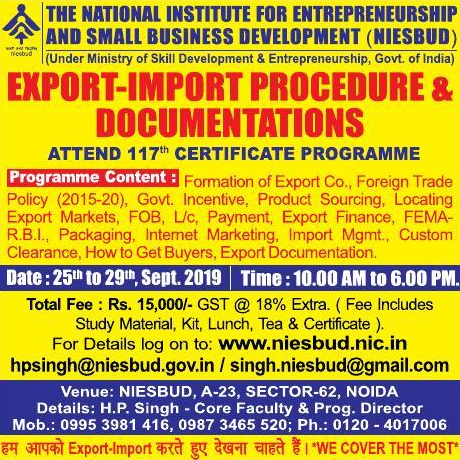 THE NATIONAL INSTITUTE FOR ENTREPRENEURSHIP
AND SMALL BUSINESS DEVELOPMENT (NIESBUD)
niesbud
(Under Ministry of Skill Development & Entrepreneurship, Govt. of India)
EXPORT-IMPORT PROCEDURE &
DOCUMENTATIONS
ATTEND 117th CERTIFICATE PROGRAMME
Programme Content : Formation of Export Co., Foreign Trade
Policy (2015-20), Govt. Incentive, Product Sourcing, Locating
Export Markets, FOB, L/c, Payment, Export Finance, FEMA-
R.B.I., Packaging, Internet Marketing, Import Mgmt., Custom
Clearance, How to Get Buyers, Export Documentation.
Date : 25th to 29th, Sept. 2019 Time : 10.00 AM to 6.00 PM.
Total Fee : Rs. 15,000/- GST @ 18% Extra. ( Fee Includes
Study Material, Kit, Lunch, Tea & Certificate ).
For Details log on to: www.niesbud.nic.in
hpsingh@niesbud.gov.in / singh.niesbud@gmail.com
Venue: NIESBUD, A-23, SECTOR-62, NOIDA
Details: H.P. Singh - Core Faculty & Prog. Director
Mob.: 0995 3981 416, 0987 3465 520; Ph.: 0120 - 4017006
हम आपको Export-Import करते हुए देखना चाहते हैं। *WE COVER THE MOST*